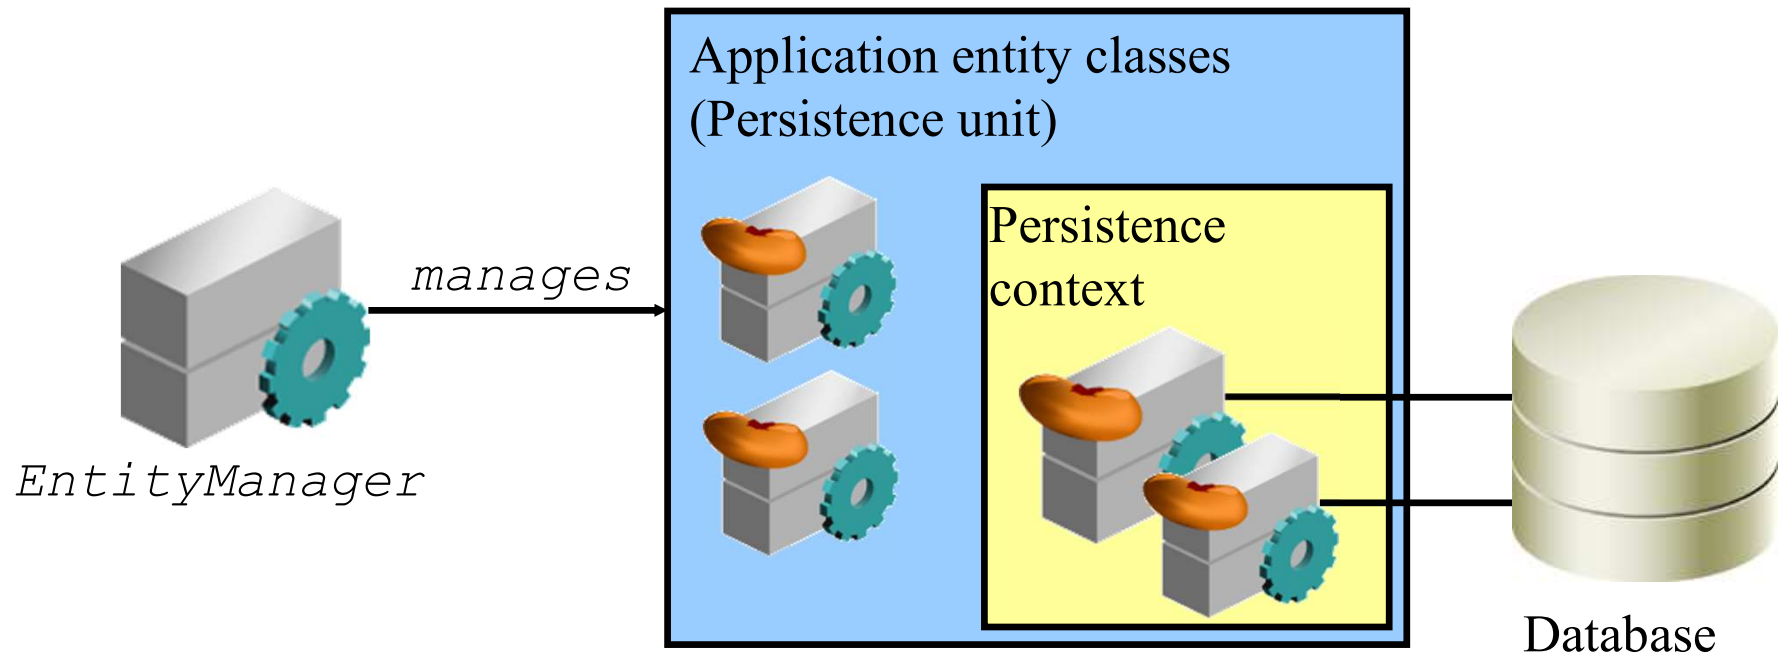 Application entity classes
(Persistence unit)
Persistence
context
manages
EntityManager
Database